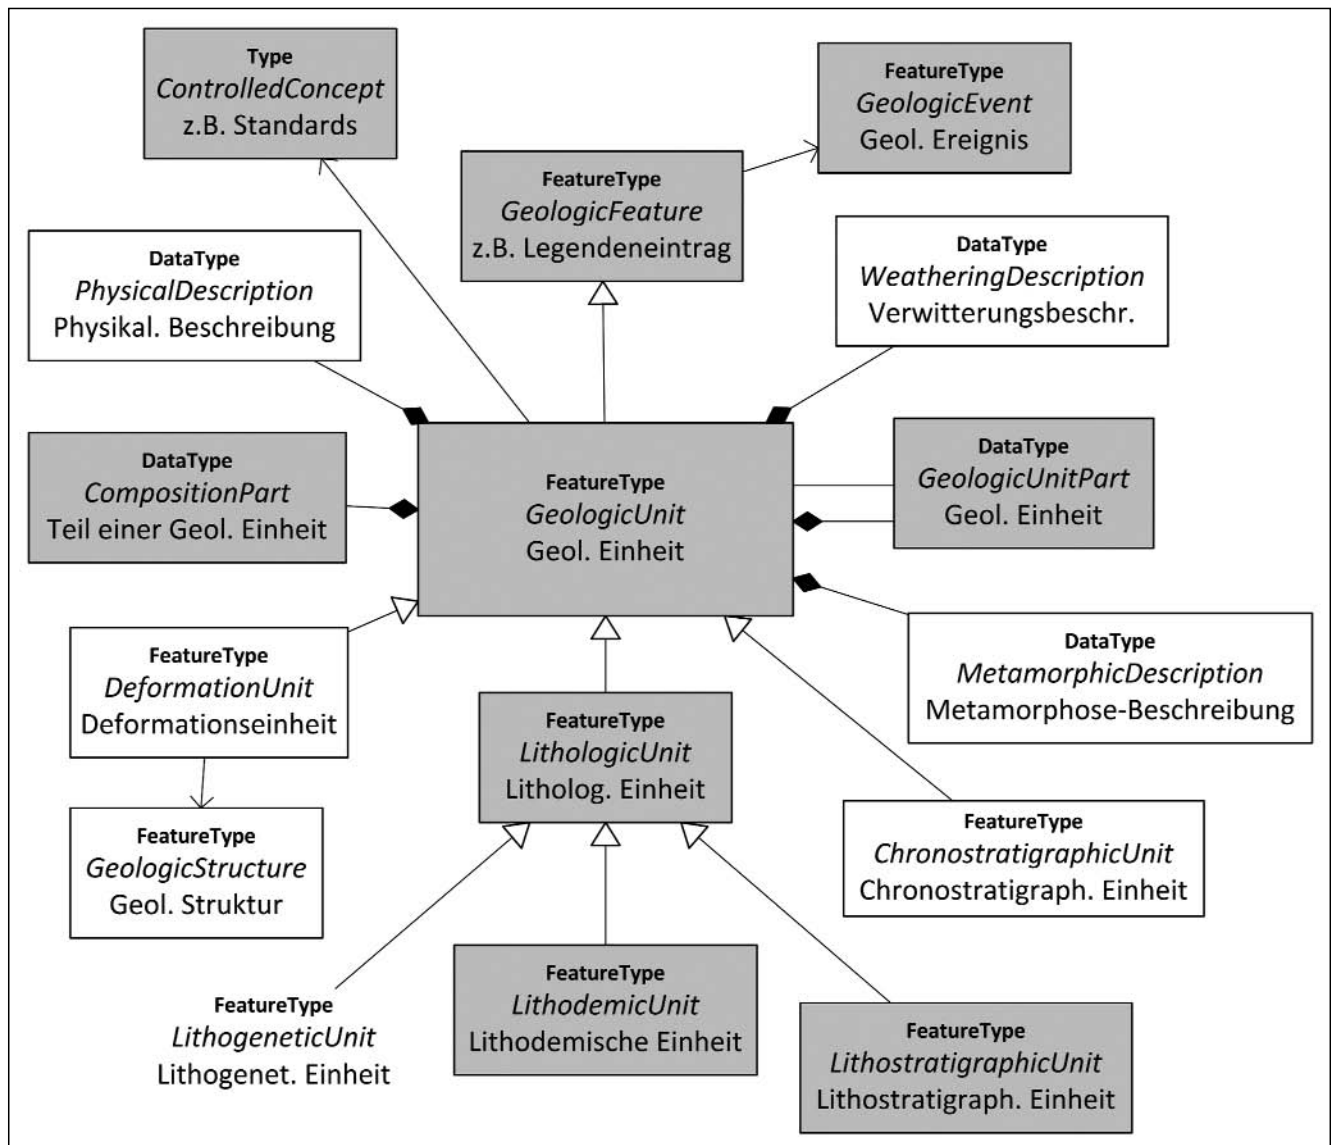 Type
ControlledConcept
z.B. Standards
FeatureType
GeologicEvent
Geol. Ereignis
FeatureType
GeologicFeature
z.B. Legendeneintrag
DataType
PhysicalDescription
Physikal. Beschreibung
DataType
WeatheringDescription
Verwitterungsbeschr.
DataType
CompositionPart
Teil einer Geol. Einheit
FeatureType
GeologicUnit
Geol. Einheit
DataType
GeologicUnitPart
Geol. Einheit
FeatureType
DeformationUnit
Deformationseinheit
DataType
MetamorphicDescription
Metamorphose-Beschreibung
FeatureType
LithologicUnit
Litholog. Einheit
FeatureType
GeologicStructure
Geol. Struktur
FeatureType
ChronostratigraphicUnit
Chronostratigraph. Einheit
FeatureType
LithogeneticUnit
Lithogenet. Einheit
FeatureType
LithodemicUnit
Lithodemische Einheit
FeatureType
LithostratigraphicUnit
Lithostratigraph. Einheit